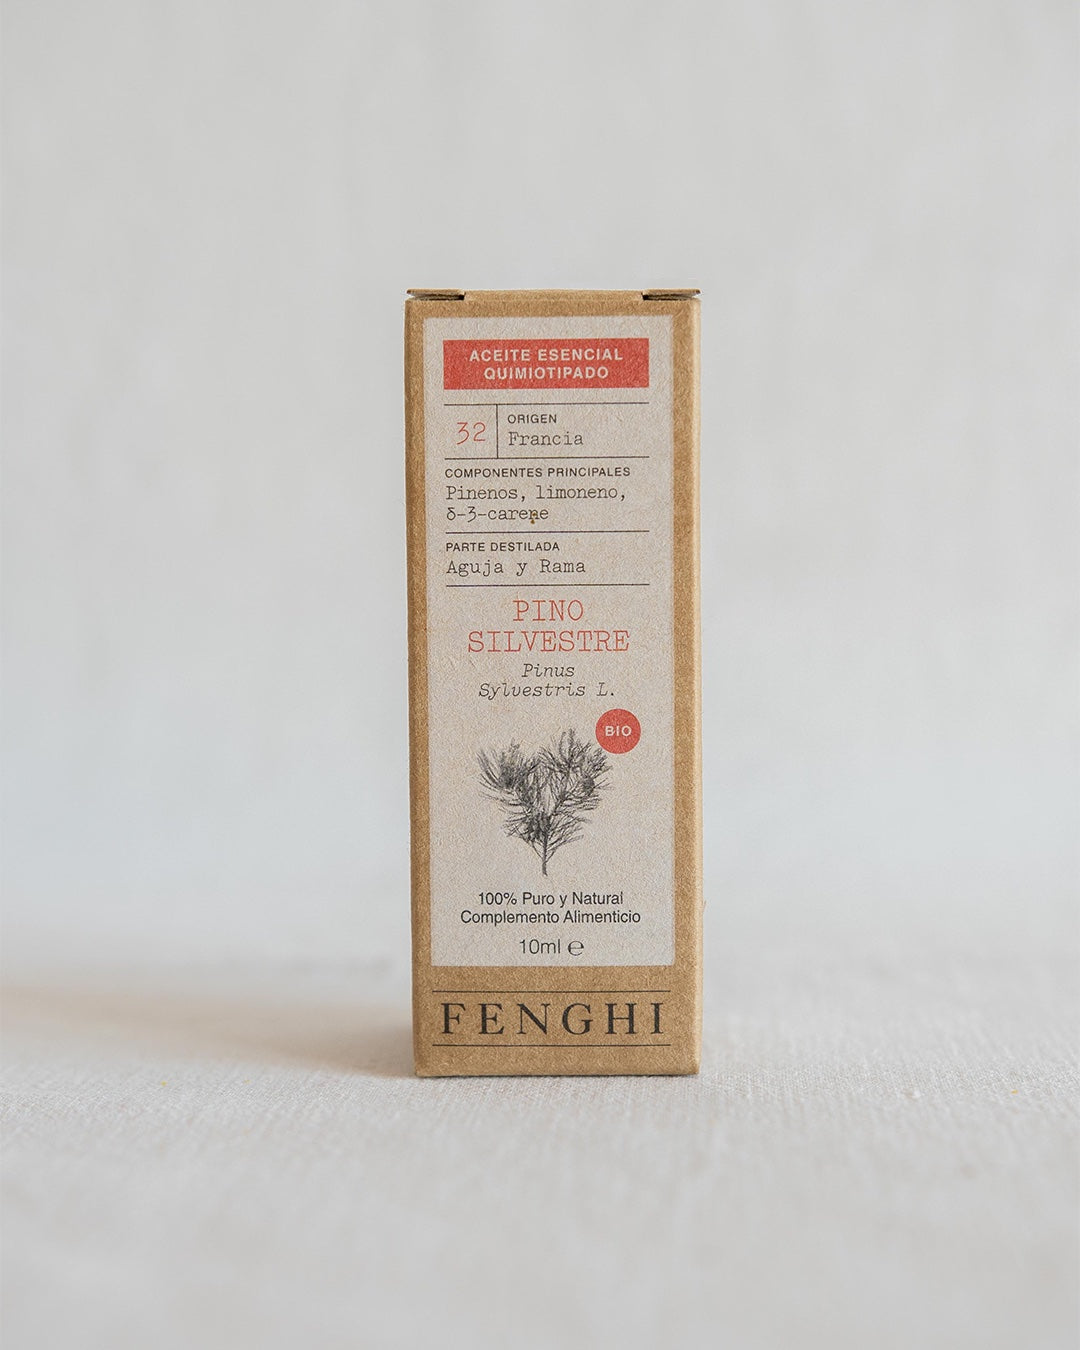 ACEITE ESENCIAL
QUIMIOTIPADO
32
ORIGEN
Francia
COMPONENTES PRINCIPALES
Pinenos, limoneno,
δ-3-carene
PARTE DESTILADA
Aguja y Rama
PINO
SILVESTRE
Pinus
Sylvestris L.
BIO
100% Puro y Natural
Complemento Alimenticio
10ml ℮
FENGHI